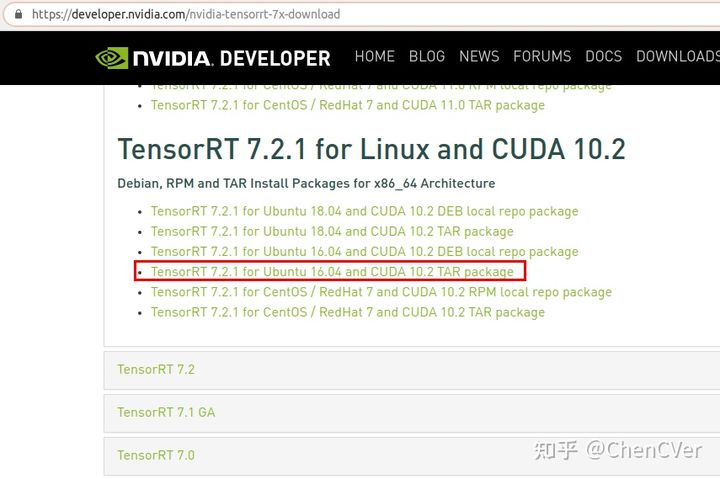 https://developer.nvidia.com/nvidia-tensorrt-7x-download
NVIDIA. DEVELOPER HOME BLOG NEWS FORUMS DOCS DOWNLOADS
TensorRT 7.2.1 for CentOS / RedHat 7 and CUDA 11.0 RPM local repo package
TensorRT 7.2.1 for CentOS / RedHat 7 and CUDA 11.0 TAR package
TensorRT 7.2.1 for Linux and CUDA 10.2
Debian, RPM and TAR Install Packages for x86_64 Architecture
TensorRT 7.2.1 for Ubuntu 18.04 and CUDA 10.2 DEB local repo package
TensorRT 7.2.1 for Ubuntu 18.04 and CUDA 10.2 TAR package
TensorRT 7.2.1 for Ubuntu 16.04 and CUDA 10.2 DEB local repo package
TensorRT 7.2.1 for Ubuntu 16.04 and CUDA 10.2 TAR package
TensorRT 7.2.1 for CentOS / RedHat 7 and CUDA 10.2 RPM local repo package
TensorRT 7.2.1 for CentOS / RedHat 7 and CUDA 10.2 TAR package
TensorRT 7.2
TensorRT 7.1 GA
TensorRT 7.0
知乎 @ChenCVer